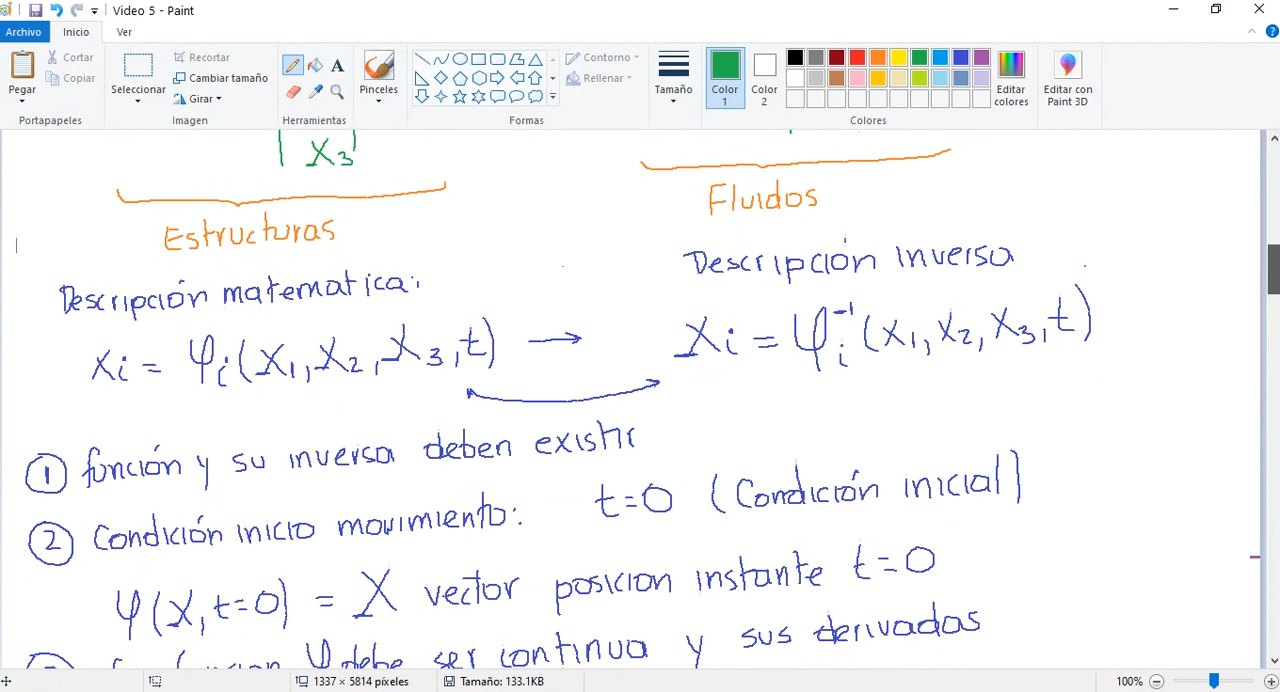 Video 5 - Paint
Archivo Inicio Ver
Pegar
Cortar
Copiar
Portapapeles
Seleccionar
Recortar
Cambiar tamaño
Girar
Imagen
A
Herramientas
Pinceles
Contorno
Rellenar
Formas
Tamaño
Color 1
Color 2
Editar colores
Colores
Editar con Paint 3D
X3
Estructuras
Fluidos
Descripción matematica:
Descripción inversa
xi = φi(X1, X2, X3, t) →
Xi = φi⁻¹(x1, x2, x3, t)
① función y su inversa deben existir
② Condición inicio movimiento: t=0 (Condición inicial)
φ(X, t=0) = X vector posicion instante t=0
funcion φ debe ser continua y sus derivadas
1337 × 5814 píxeles
Tamaño: 133.1KB
100%